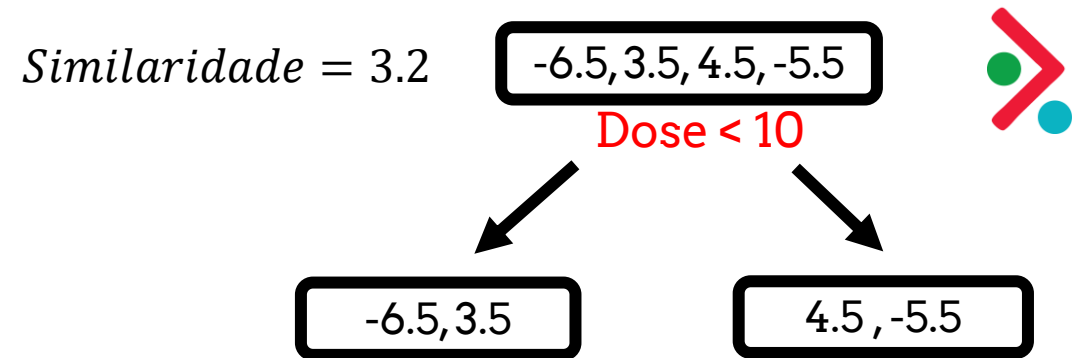 Similaridade = 3.2
-6.5, 3.5, 4.5, -5.5
Dose < 10
-6.5, 3.5
4.5 , -5.5